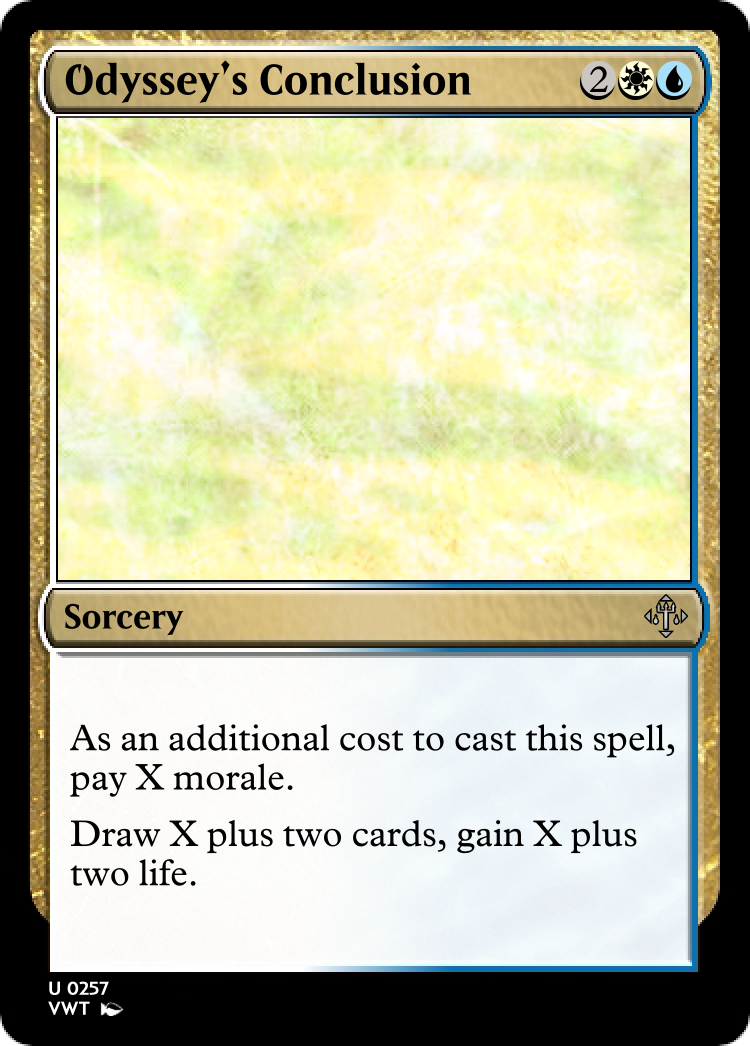 Odyssey's Conclusion 2
Sorcery
As an additional cost to cast this spell,
pay X morale.
Draw X plus two cards, gain X plus
two life.
U 0257
VWT